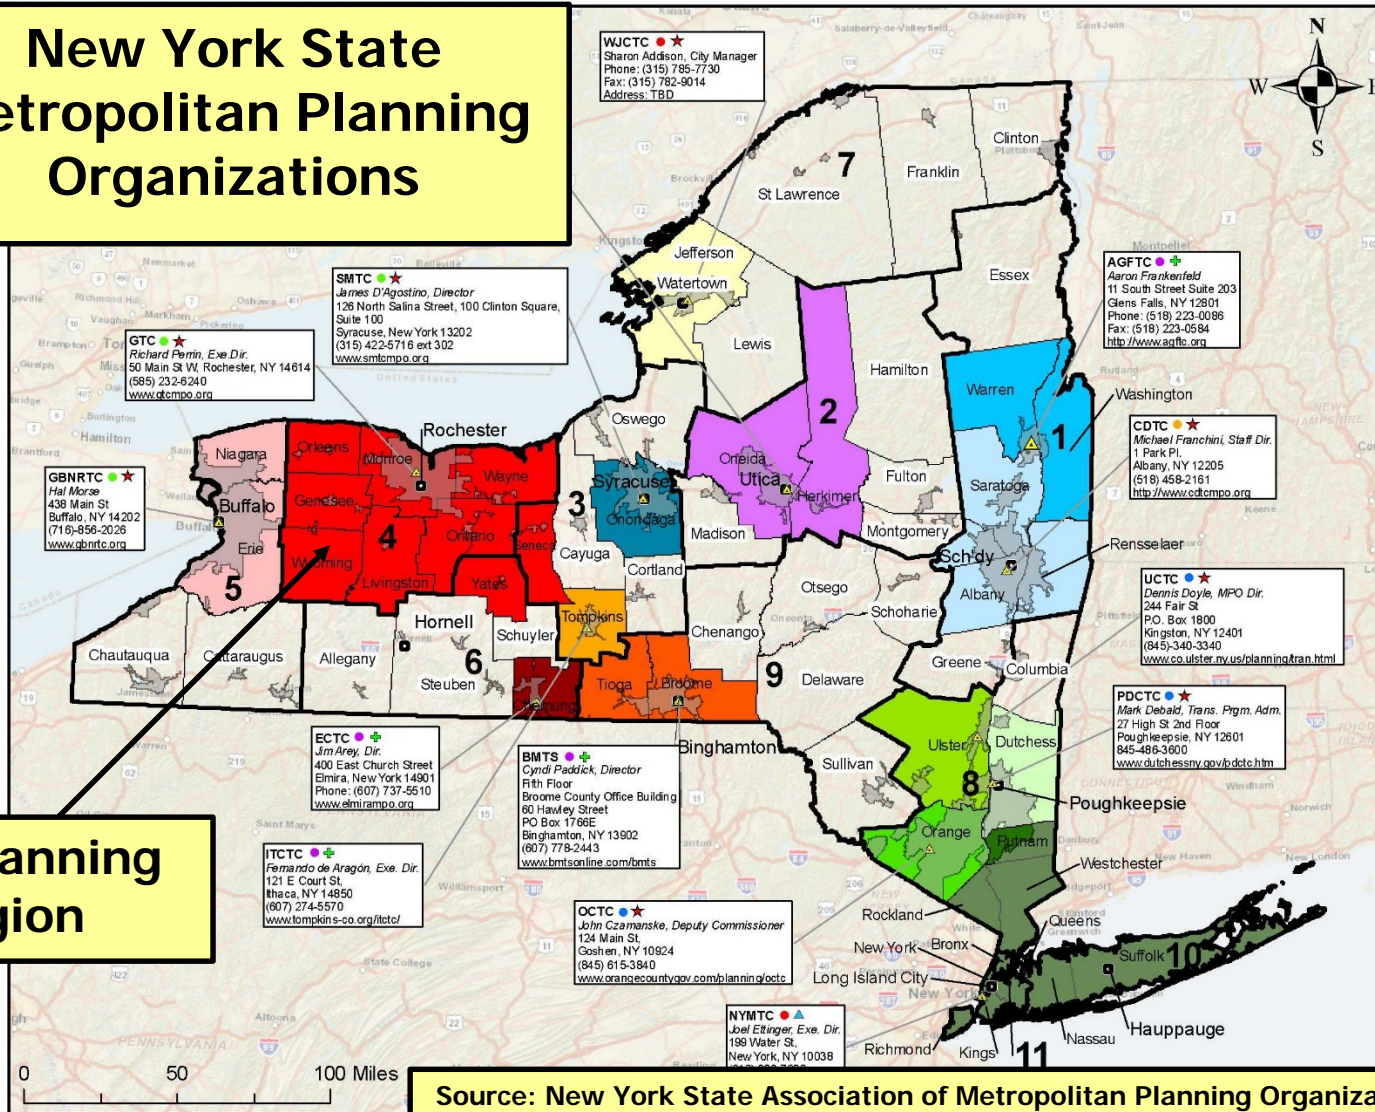 New York State
etropolitan Planning
Organizations
N
W
S
WJCTC
Sharon Addison, City Manager
Phone: (315) 785-7730
Fax: (315) 782-9014
Address: TBD
SMTC
James D'Agostino, Director
126 North Salina Street, 100 Clinton Square,
Suite 100
Syracuse, New York 13202
(315) 422-5716 ext 302
www.smtcmpo.org
GTC
Richard Perrin, Exe.Dir.
50 Main St W, Rochester, NY 14614
(585) 232-6240
www.gtcmpo.org
GBNRTC
Hal Morse
438 Main St
Buffalo, NY 14202
(716)-856-2026
www.gbnrtc.org
AGFTC
Aaron Frankenfeld
11 South Street Suite 203
Glens Falls, NY 12801
Phone: (518) 223-0086
Fax: (518) 223-0584
http://www.agftc.org
CDTC
Michael Franchini, Staff Dir.
1 Park Pl.
Albany, NY 12205
(518) 458-2161
http://www.cdtcmpo.org
UCTC
Dennis Doyle, MPO Dir.
244 Fair St
P.O. Box 1800
Kingston, NY 12401
(845)-340-3340
www.co.ulster.ny.us/planning/tran.html
PDCTC
Mark Debald, Trans. Prgm. Adm.
27 High St 2nd Floor
Poughkeepsie, NY 12601
845-486-3600
www.dutchessny.gov/pdctc.htm
ECTC
Jim Arey, Dir.
400 East Church Street
Elmira, New York 14901
Phone: (607) 737-5510
www.elmirampo.org
BMTS
Cyndi Paddick, Director
Fifth Floor
Broome County Office Building
60 Hawley Street
PO Box 1766E
Binghamton, NY 13902
(607) 778-2443
www.bmtsonline.com/bmts
ITCTC
Fernando de Aragón, Exe. Dir.
121 E Court St,
Ithaca, NY 14850
(607) 274-5570
www.tompkins-co.org/itctc/
OCTC
John Czamanske, Deputy Commissioner
124 Main St,
Goshen, NY 10924
(845) 615-3840
www.orangecountygov.com/planning/octc
NYMTC
Joel Ettinger, Exe. Dir.
199 Water St,
New York, NY 10038
Clinton
Franklin
7
St Lawrence
Jefferson
Watertown
Essex
Lewis
Hamilton
Warren
Washington
1
2
Oswego
Rochester
Niagara
Orleans
Monroe
Wayne
Genesee
Buffalo
Erie
5
Wyoming
4
Livingston
Ontario
Seneca
Yates
3
Syracuse
Onondaga
Cayuga
Cortland
Oneida
Utica
Herkimer
Madison
Fulton
Montgomery
Saratoga
Sch'dy
Rensselaer
Albany
Otsego
Schoharie
Chenango
Greene
Columbia
Delaware
9
Tompkins
Schuyler
Hornell
6
Steuben
Chemung
Tioga
Broome
Binghamton
Chautauqua
Cattaraugus
Allegany
Sullivan
Ulster
Dutchess
8
Poughkeepsie
Orange
Putnam
Westchester
Rockland
Queens
New York
Bronx
Long Island City
Suffolk
10
Hauppauge
Nassau
Richmond
Kings
11
anning
gion
0 50 100 Miles
Source: New York State Association of Metropolitan Planning Organiza